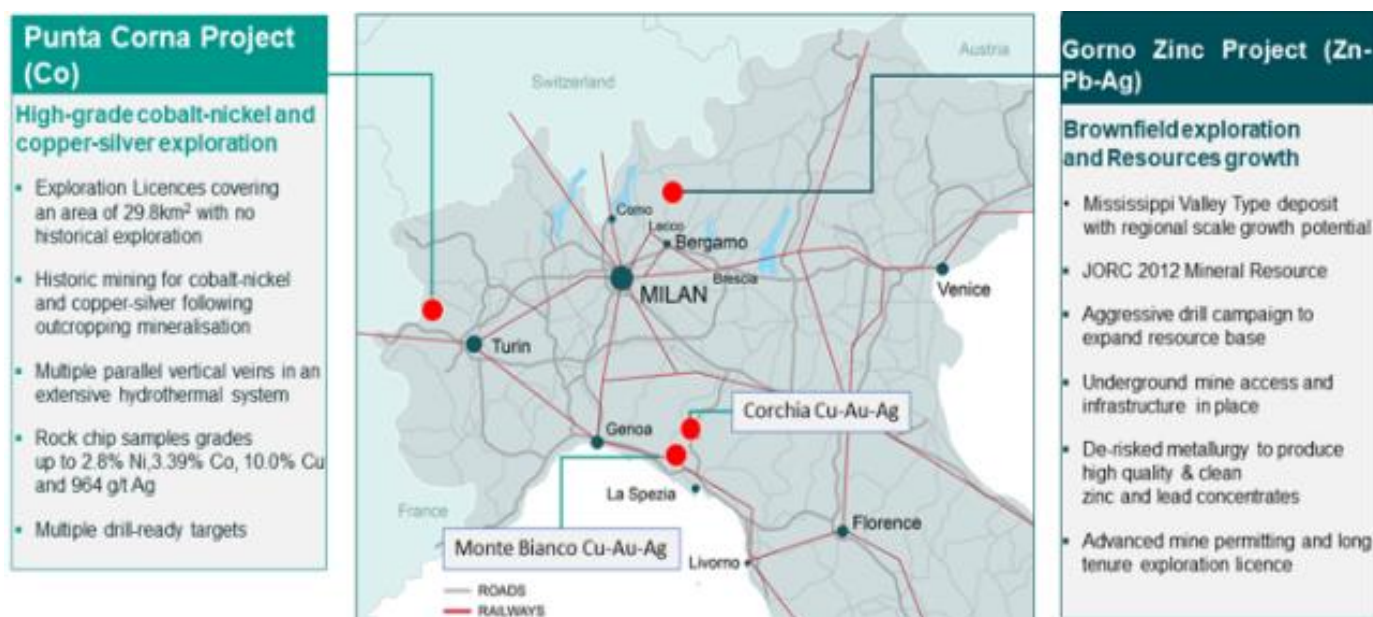 Punta Corna Project
(Co)
High-grade cobalt-nickel and
copper-silver exploration
▪ Exploration Licences covering
an area of 29.8km² with no
historical exploration
▪ Historic mining for cobalt-nickel
and copper-silver following
outcropping mineralisation
▪ Multiple parallel vertical veins in an
extensive hydrothermal system
▪ Rock chip samples grades
up to 2.8% Ni,3.39% Co, 10.0% Cu
and 964 g/t Ag
▪ Multiple drill-ready targets
Switzerland
Austria
Como
Lecco
Bergamo
Brescia
MILAN
Venice
Turin
Corchia Cu-Au-Ag
Genoa
La Spezia
France
Florence
Monte Bianco Cu-Au-Ag
Livorno
ROADS
RAILWAYS
Gorno Zinc Project (Zn-
Pb-Ag)
Brownfield exploration
and Resources growth
• Mississippi Valley Type deposit
with regional scale growth potential
▪ JORC 2012 Mineral Resource
▪ Aggressive drill campaign to
expand resource base
▪ Underground mine access and
infrastructure in place
▪ De-risked metallurgy to produce
high quality & clean
zinc and lead concentrates
▪ Advanced mine permitting and long
tenure exploration licence